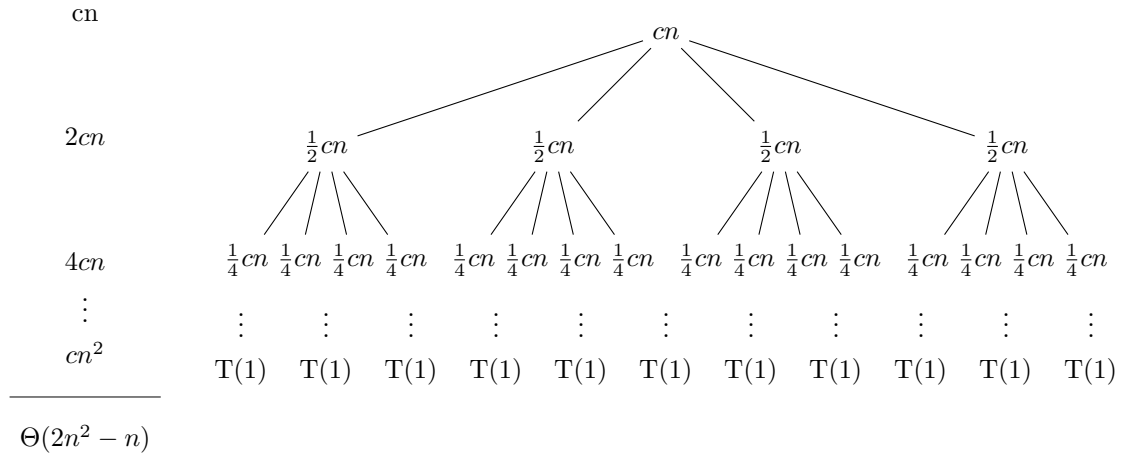 cn
cn
2cn
½cn ½cn ½cn ½cn
4cn
¼cn ¼cn ¼cn ¼cn ¼cn ¼cn ¼cn ¼cn ¼cn ¼cn ¼cn ¼cn ¼cn ¼cn ¼cn ¼cn
⋮
⋮ ⋮ ⋮ ⋮ ⋮ ⋮ ⋮ ⋮ ⋮ ⋮ ⋮
cn²
T(1) T(1) T(1) T(1) T(1) T(1) T(1) T(1) T(1) T(1) T(1)
Θ(2n² − n)